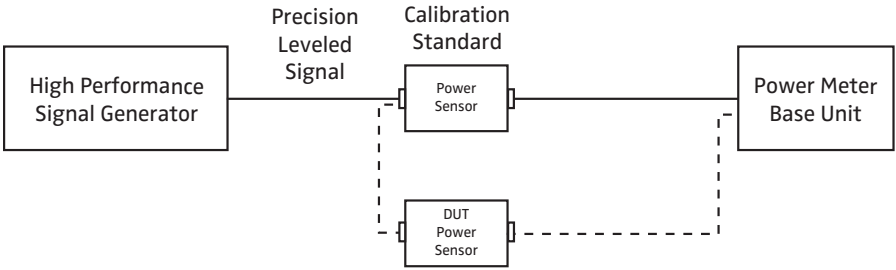 Precision
Leveled
Signal
Calibration
Standard
High Performance
Signal Generator
Power
Sensor
Power Meter
Base Unit
DUT
Power
Sensor